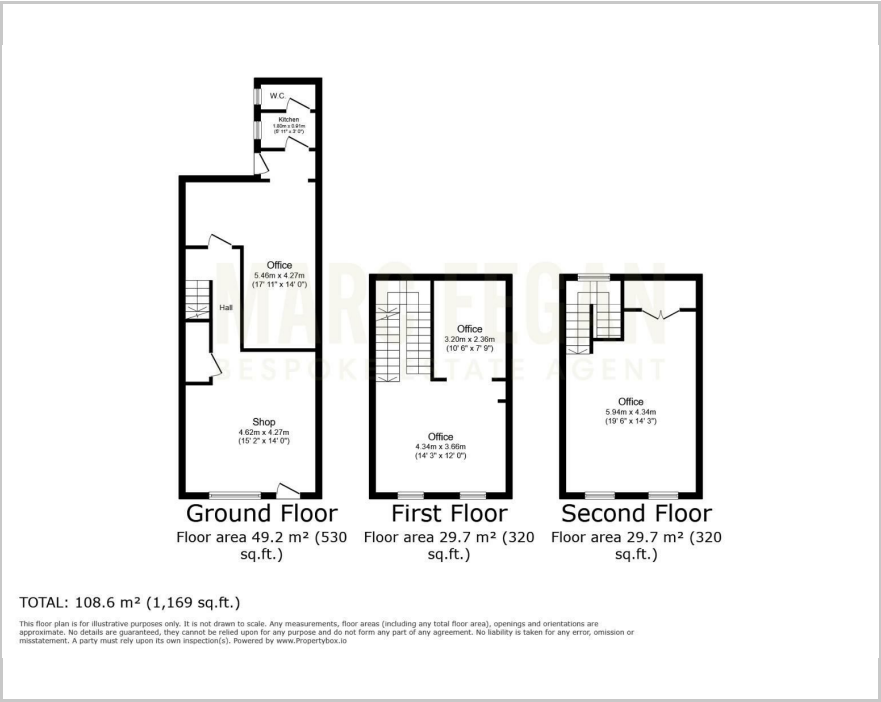 W.C.
Kitchen
1.80m x 0.91m
(5' 11" x 3' 0")
Office
5.46m x 4.27m
(17' 11" x 14' 0")
Hall
Shop
4.62m x 4.27m
(15' 2" x 14' 0")
Office
3.20m x 2.36m
(10' 6" x 7' 9")
Office
4.34m x 3.66m
(14' 3" x 12' 0")
Office
5.94m x 4.34m
(19' 6" x 14' 3")
MARC FEGAN
BESPOKE ESTATE AGENT
Ground Floor
Floor area 49.2 m² (530
sq.ft.)
First Floor
Floor area 29.7 m² (320
sq.ft.)
Second Floor
Floor area 29.7 m² (320
sq.ft.)
TOTAL: 108.6 m² (1,169 sq.ft.)
This floor plan is for illustrative purposes only. It is not drawn to scale. Any measurements, floor areas (including any total floor area), openings and orientations are
approximate. No details are guaranteed, they cannot be relied upon for any purpose and do not form any part of any agreement. No liability is taken for any error, omission or
misstatement. A party must rely upon its own inspection(s). Powered by www.Propertybox.io